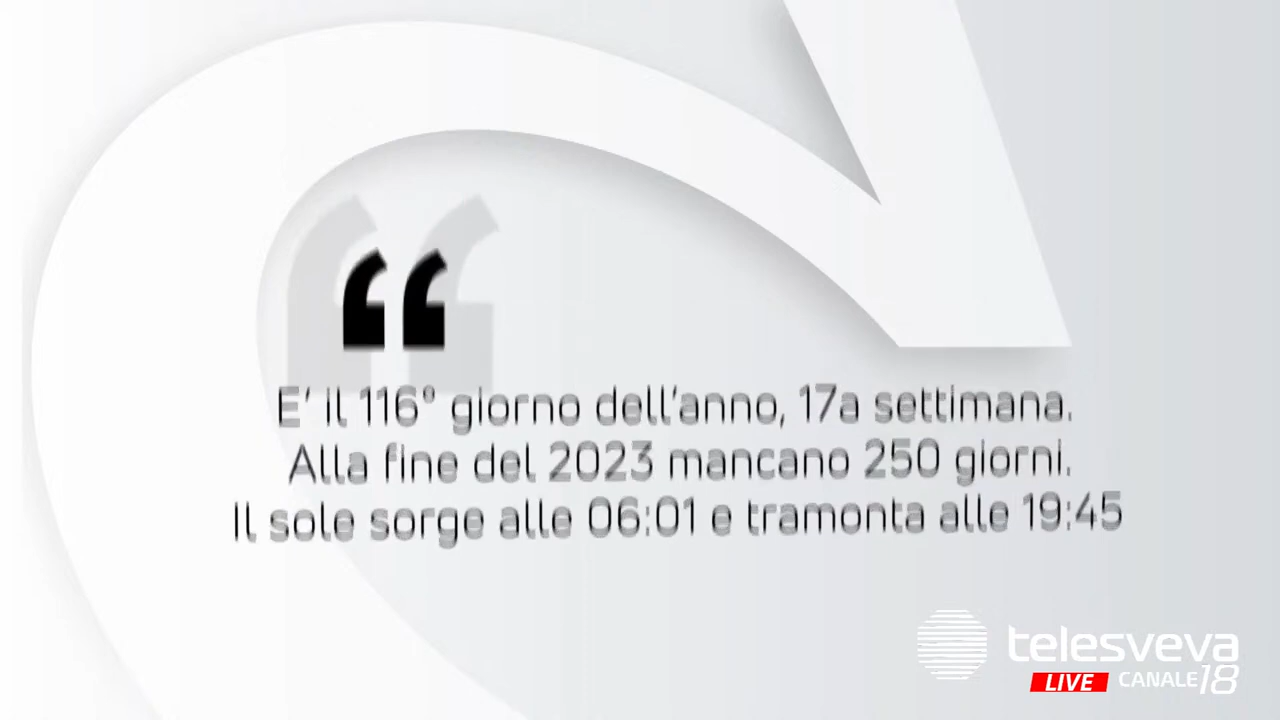 “
E’ il 116° giorno dell’anno, 17a settimana.
Alla fine del 2023 mancano 250 giorni.
Il sole sorge alle 06:01 e tramonta alle 19:45
telesveva
LIVE CANALE 18